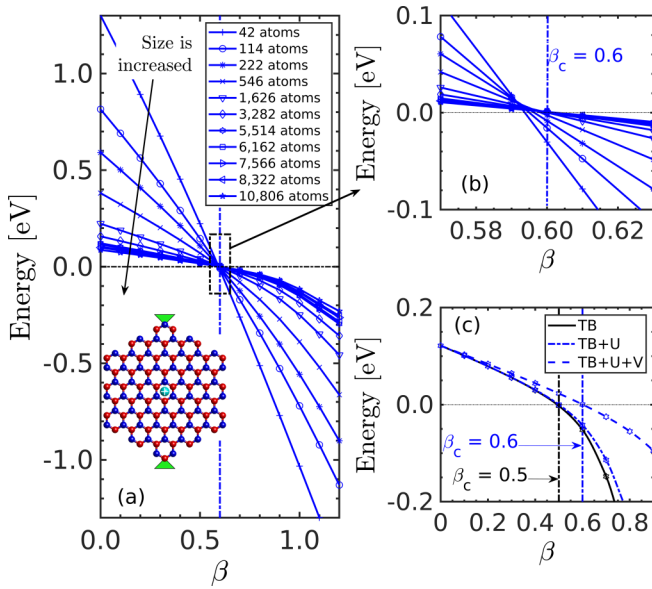 Size is
increased
42 atoms
114 atoms
222 atoms
546 atoms
1,626 atoms
3,282 atoms
5,514 atoms
6,162 atoms
7,566 atoms
8,322 atoms
10,806 atoms
Energy [eV]
1.0
0.5
0.0
-0.5
-1.0
(a)
0.0
0.5
1.0
β
0.1
0.0
-0.1
Energy [eV]
βc = 0.6
(b)
0.58
0.60
0.62
β
0.2
0.0
-0.2
Energy [eV]
(c)
TB
TB+U
TB+U+V
βc = 0.6
βc = 0.5
0
0.2
0.4
0.6
0.8
β